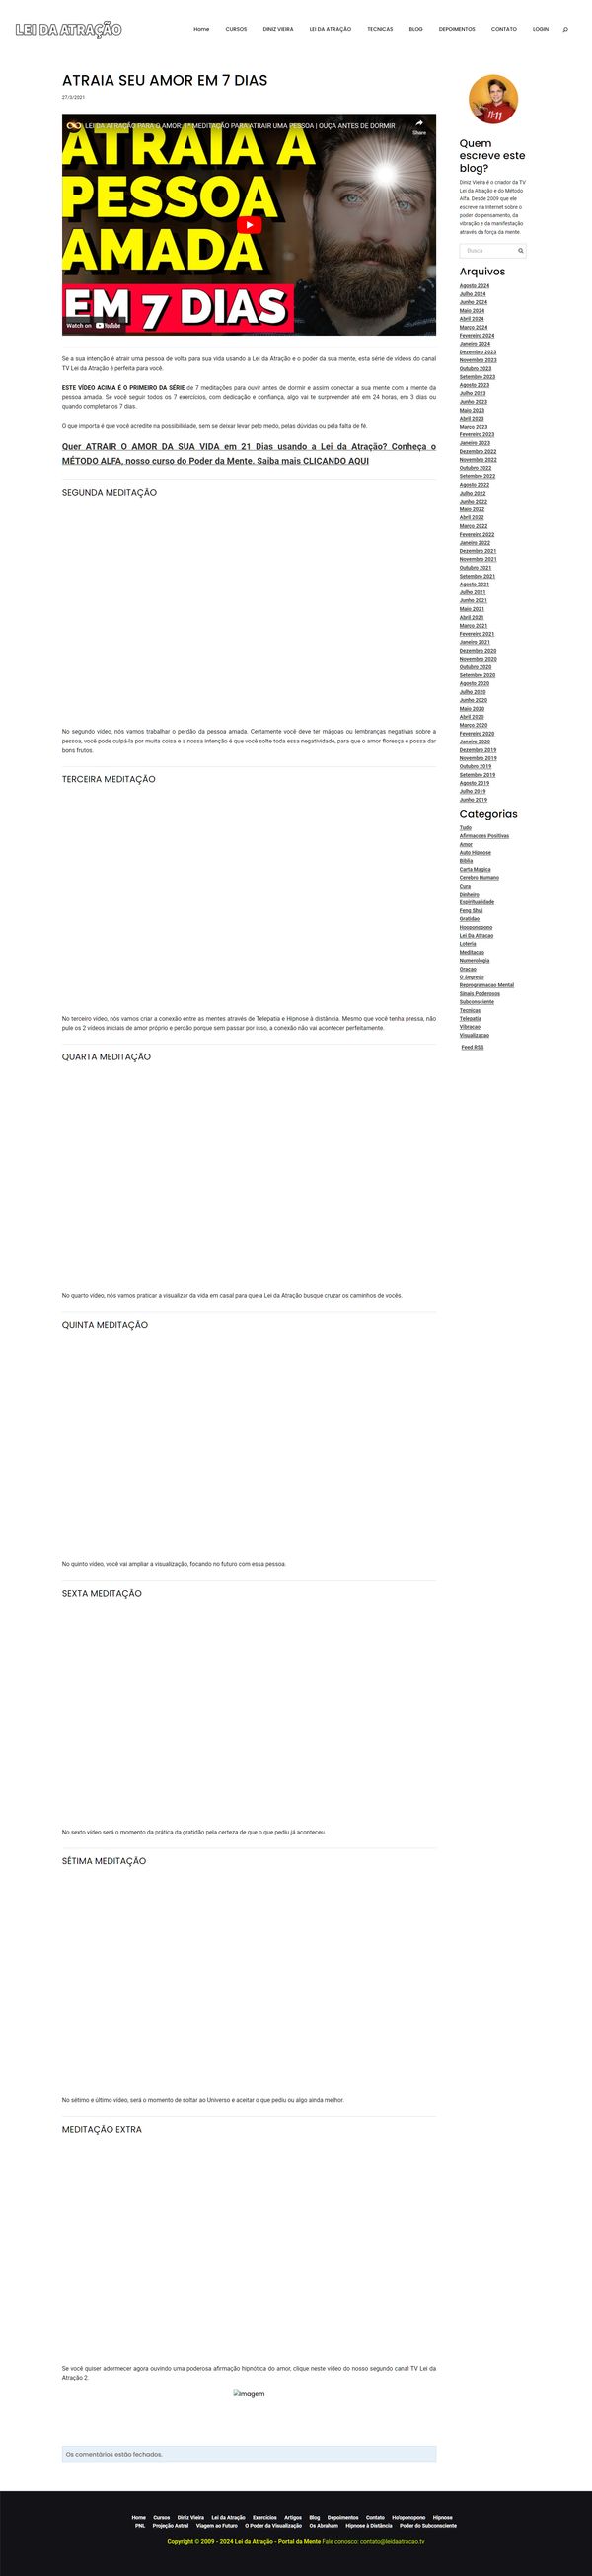 LEI DA ATRAÇÃO
Home CURSOS DINIZ VIEIRA LEI DA ATRAÇÃO TECNICAS BLOG DEPOIMENTOS CONTATO LOGIN
ATRAIA SEU AMOR EM 7 DIAS
27/3/2021
LEI DA ATRAÇÃO PARA O AMOR, 1ª MEDITAÇÃO PARA ATRAIR UMA PESSOA | OUÇA ANTES DE DORMIR
Share
ATRAIA A
PESSOA
AMADA
EM 7 DIAS
11:11
Watch on YouTube
Se a sua intenção é atrair uma pessoa de volta para sua vida usando a Lei da Atração e o poder da sua mente, esta série de vídeos do canal
TV Lei da Atração é perfeita para você.
ESTE VÍDEO ACIMA É O PRIMEIRO DA SÉRIE de 7 meditações para ouvir antes de dormir e assim conectar a sua mente com a mente da
pessoa amada. Se você seguir todos os 7 exercícios, com dedicação e confiança, algo vai te surpreender até em 24 horas, em 3 dias ou
quando completar os 7 dias.
O que importa é que você acredite na possibilidade, sem se deixar levar pelo medo, pelas dúvidas ou pela falta de fé.
Quer ATRAIR O AMOR DA SUA VIDA em 21 Dias usando a Lei da Atração? Conheça o
MÉTODO ALFA, nosso curso do Poder da Mente. Saiba mais CLICANDO AQUI
SEGUNDA MEDITAÇÃO
No segundo vídeo, nós vamos trabalhar o perdão da pessoa amada. Certamente você deve ter mágoas ou lembranças negativas sobre a
pessoa, você pode culpá-la por muita coisa e a nossa intenção é que você solte toda essa negatividade, para que o amor floresça e possa dar
bons frutos.
TERCEIRA MEDITAÇÃO
No terceiro vídeo, nós vamos criar a conexão entre as mentes através de Telepatia e Hipnose à distância. Mesmo que você tenha pressa, não
pule os 2 vídeos iniciais de amor próprio e perdão porque sem passar por isso, a conexão não vai acontecer perfeitamente.
QUARTA MEDITAÇÃO
No quarto vídeo, nós vamos praticar a visualizar da vida em casal para que a Lei da Atração busque cruzar os caminhos de vocês.
QUINTA MEDITAÇÃO
No quinto vídeo, você vai ampliar a visualização, focando no futuro com essa pessoa.
SEXTA MEDITAÇÃO
No sexto vídeo será o momento da prática da gratidão pela certeza de que o que pediu já aconteceu.
SÉTIMA MEDITAÇÃO
No sétimo e último vídeo, será o momento de soltar ao Universo e aceitar o que pediu ou algo ainda melhor.
MEDITAÇÃO EXTRA
Se você quiser adormecer agora ouvindo uma poderosa afirmação hipnótica do amor, clique neste vídeo do nosso segundo canal TV Lei da
Atração 2.
Imagem
Os comentários estão fechados.
Quem
escreve este
blog?
Diniz Vieira é o criador da TV
Lei da Atração e do Método
Alfa. Desde 2009 que ele
escreve na internet sobre o
poder do pensamento, da
vibração e da manifestação
através da força da mente.
Busca
Arquivos
Agosto 2024
Julho 2024
Junho 2024
Maio 2024
Abril 2024
Março 2024
Fevereiro 2024
Janeiro 2024
Dezembro 2023
Novembro 2023
Outubro 2023
Setembro 2023
Agosto 2023
Julho 2023
Junho 2023
Maio 2023
Abril 2023
Março 2023
Fevereiro 2023
Janeiro 2023
Dezembro 2022
Novembro 2022
Outubro 2022
Setembro 2022
Agosto 2022
Julho 2022
Junho 2022
Maio 2022
Abril 2022
Março 2022
Fevereiro 2022
Janeiro 2022
Dezembro 2021
Novembro 2021
Outubro 2021
Setembro 2021
Agosto 2021
Julho 2021
Junho 2021
Maio 2021
Abril 2021
Março 2021
Fevereiro 2021
Janeiro 2021
Dezembro 2020
Novembro 2020
Outubro 2020
Setembro 2020
Agosto 2020
Julho 2020
Junho 2020
Maio 2020
Abril 2020
Março 2020
Fevereiro 2020
Janeiro 2020
Dezembro 2019
Novembro 2019
Outubro 2019
Setembro 2019
Agosto 2019
Julho 2019
Junho 2019
Categorias
Tudo
Afirmacoes Positivas
Amor
Auto Hipnose
Biblia
Carta Magica
Cerebro Humano
Cura
Dinheiro
Espiritualidade
Feng Shui
Gratidao
Hooponopono
Lei Da Atracao
Loteria
Meditacao
Numerologia
Oracao
O Segredo
Reprogramacao Mental
Sinais Poderosos
Subconsciente
Tecnicas
Telepatia
Vibracao
Visualizacao
Feed RSS
Home Cursos Diniz Vieira Lei da Atração Exercícios Artigos Blog Depoimentos Contato Ho'oponopono Hipnose
PNL Projeção Astral Viagem ao Futuro O Poder da Visualização Os Abraham Hipnose à Distância Poder do Subconsciente
Copyright © 2009 - 2024 Lei da Atração - Portal da Mente Fale conosco: contato@leidaatracao.tv